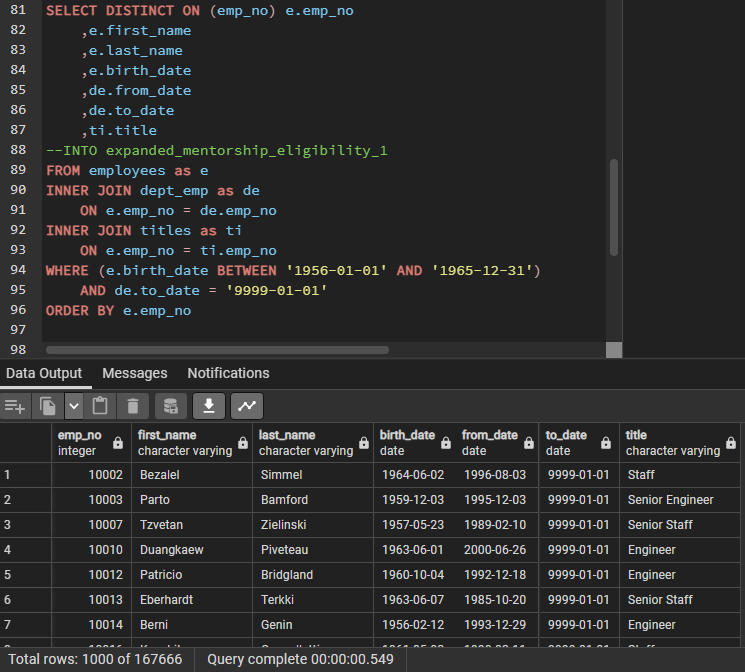 81 SELECT DISTINCT ON (emp_no) e.emp_no
82 ,e.first_name
83 ,e.last_name
84 ,e.birth_date
85 ,de.from_date
86 ,de.to_date
87 ,ti.title
88 --INTO expanded_mentorship_eligibility_1
89 FROM employees as e
90 INNER JOIN dept_emp as de
91 ON e.emp_no = de.emp_no
92 INNER JOIN titles as ti
93 ON e.emp_no = ti.emp_no
94 WHERE (e.birth_date BETWEEN '1956-01-01' AND '1965-12-31')
95 AND de.to_date = '9999-01-01'
96 ORDER BY e.emp_no
97
98
Data Output Messages Notifications
emp_no first_name last_name birth_date from_date to_date title
integer character varying character varying date date date character varying
1 10002 Bezalel Simmel 1964-06-02 1996-08-03 9999-01-01 Staff
2 10003 Parto Bamford 1959-12-03 1995-12-03 9999-01-01 Senior Engineer
3 10007 Tzvetan Zielinski 1957-05-23 1989-02-10 9999-01-01 Senior Staff
4 10010 Duangkaew Piveteau 1963-06-01 2000-06-26 9999-01-01 Engineer
5 10012 Patricio Bridgland 1960-10-04 1992-12-18 9999-01-01 Engineer
6 10013 Eberhardt Terkki 1963-06-07 1985-10-20 9999-01-01 Senior Staff
7 10014 Berni Genin 1956-02-12 1993-12-29 9999-01-01 Engineer
Total rows: 1000 of 167666 Query complete 00:00:00.549